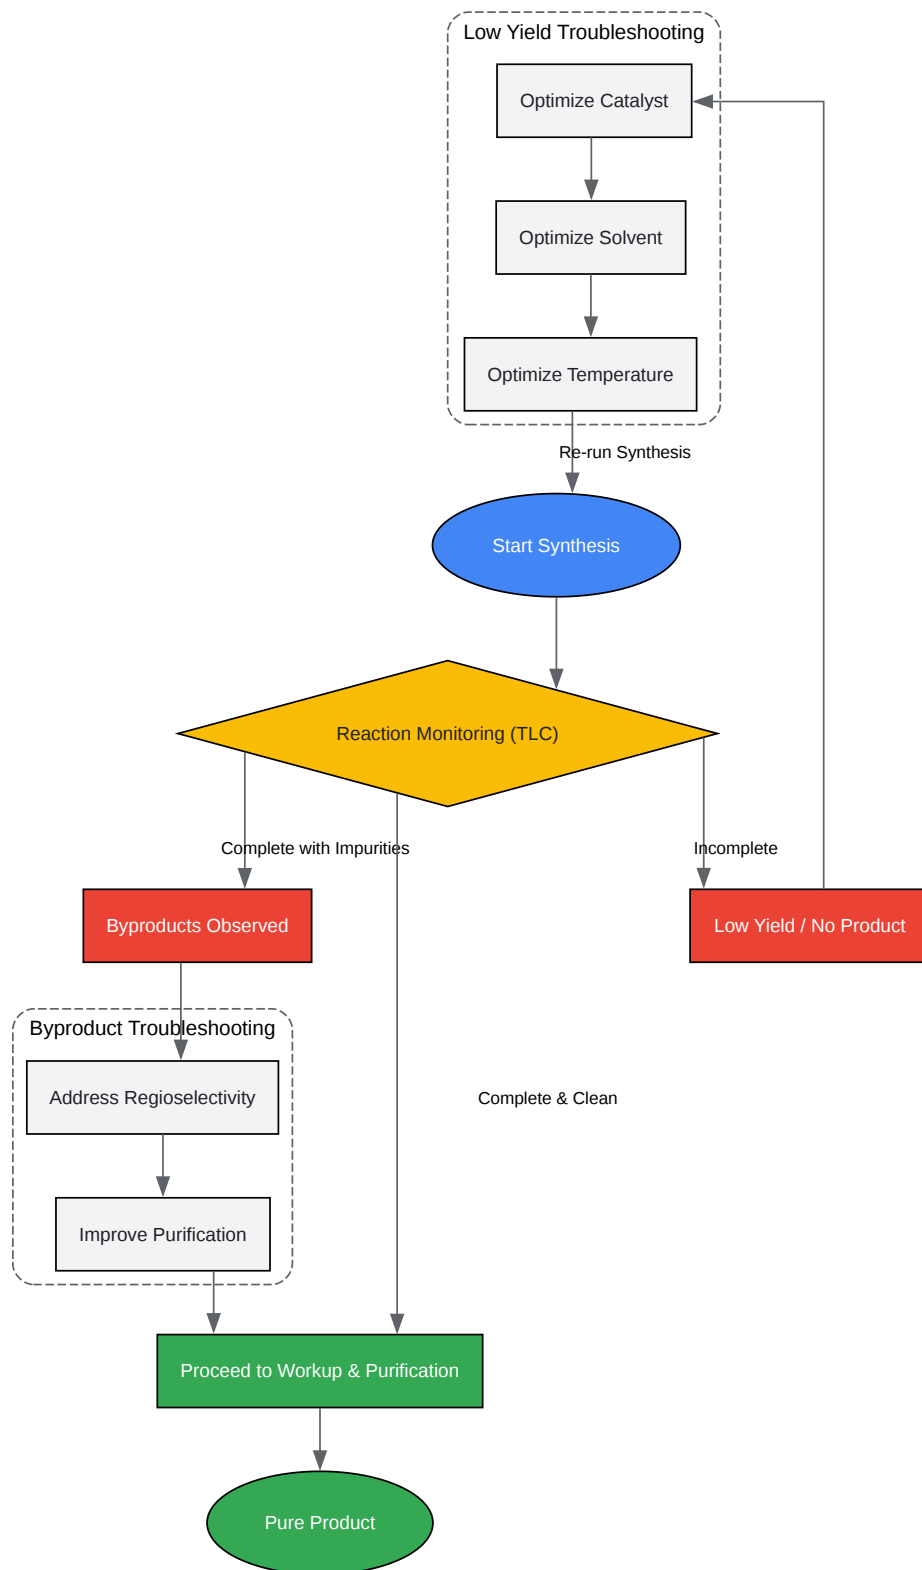 Low Yield Troubleshooting
Optimize Catalyst
Optimize Solvent
Optimize Temperature
Re-run Synthesis
Start Synthesis
Reaction Monitoring (TLC)
Complete with Impurities
Incomplete
Byproducts Observed
Low Yield / No Product
Byproduct Troubleshooting
Address Regioselectivity
Complete & Clean
Improve Purification
Proceed to Workup & Purification
Pure Product